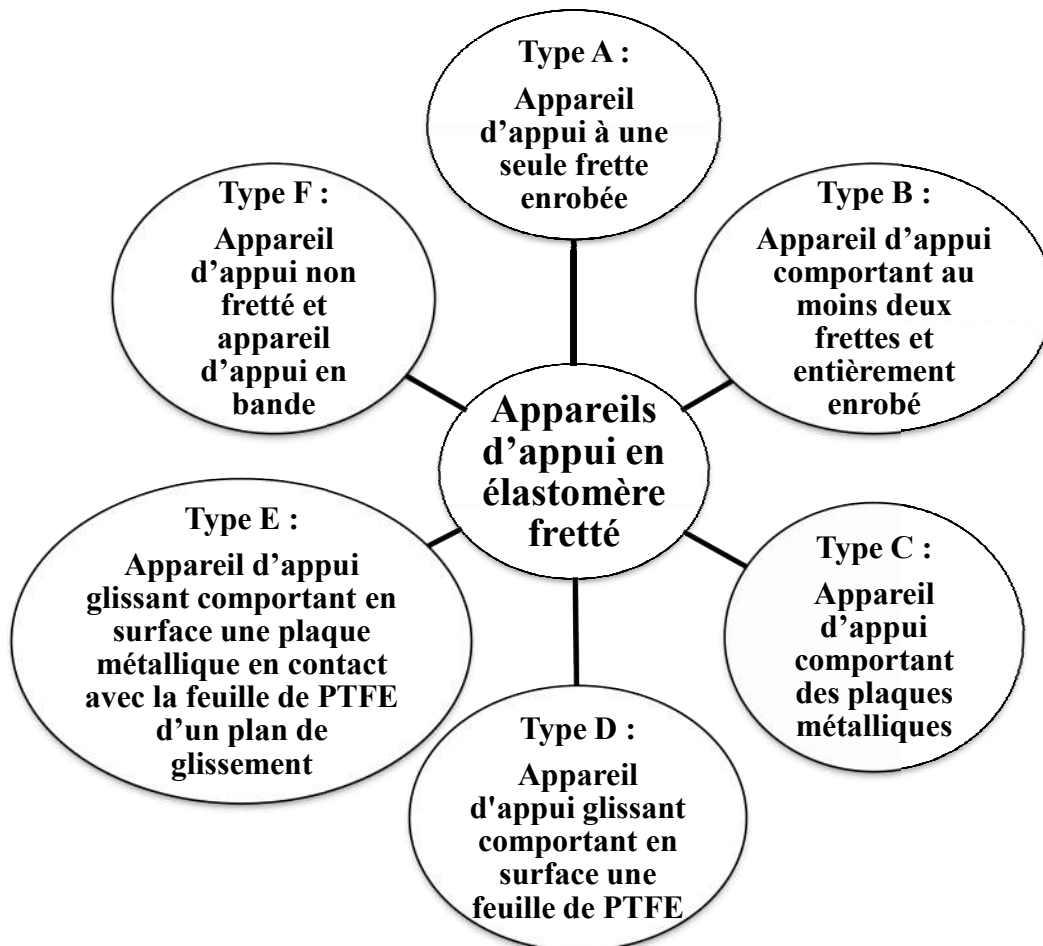 Type A :
Appareil
d’appui à une
seule frette
enrobée
Type B :
Appareil d’appui
comportant au
moins deux
frettes et
entièrement
enrobé
Type C :
Appareil
d’appui
comportant
des plaques
métalliques
Type D :
Appareil
d'appui glissant
comportant en
surface une
feuille de PTFE
Type E :
Appareil d’appui
glissant comportant en
surface une plaque
métallique en contact
avec la feuille de PTFE
d’un plan de
glissement
Type F :
Appareil
d’appui non
fretté et
appareil
d’appui en
bande
Appareils
d’appui en
élastomère
fretté